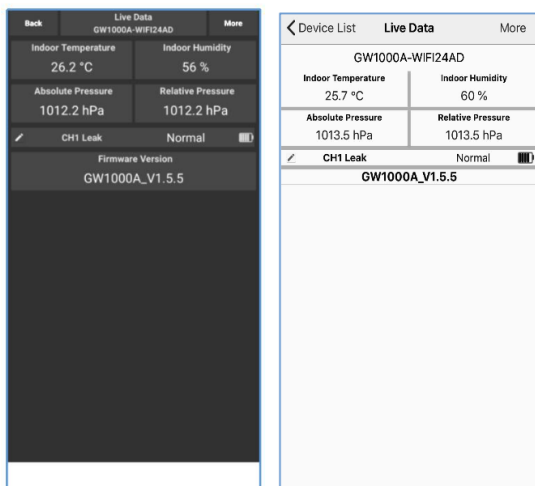 Back Live Data More
GW1000A-WIFI24AD
Indoor Temperature Indoor Humidity
26.2 °C 56 %
Absolute Pressure Relative Pressure
1012.2 hPa 1012.2 hPa
CH1 Leak Normal
Firmware Version
GW1000A_V1.5.5
Device List Live Data More
GW1000A-WIFI24AD
Indoor Temperature Indoor Humidity
25.7 °C 60 %
Absolute Pressure Relative Pressure
1013.5 hPa 1013.5 hPa
CH1 Leak Normal
GW1000A_V1.5.5